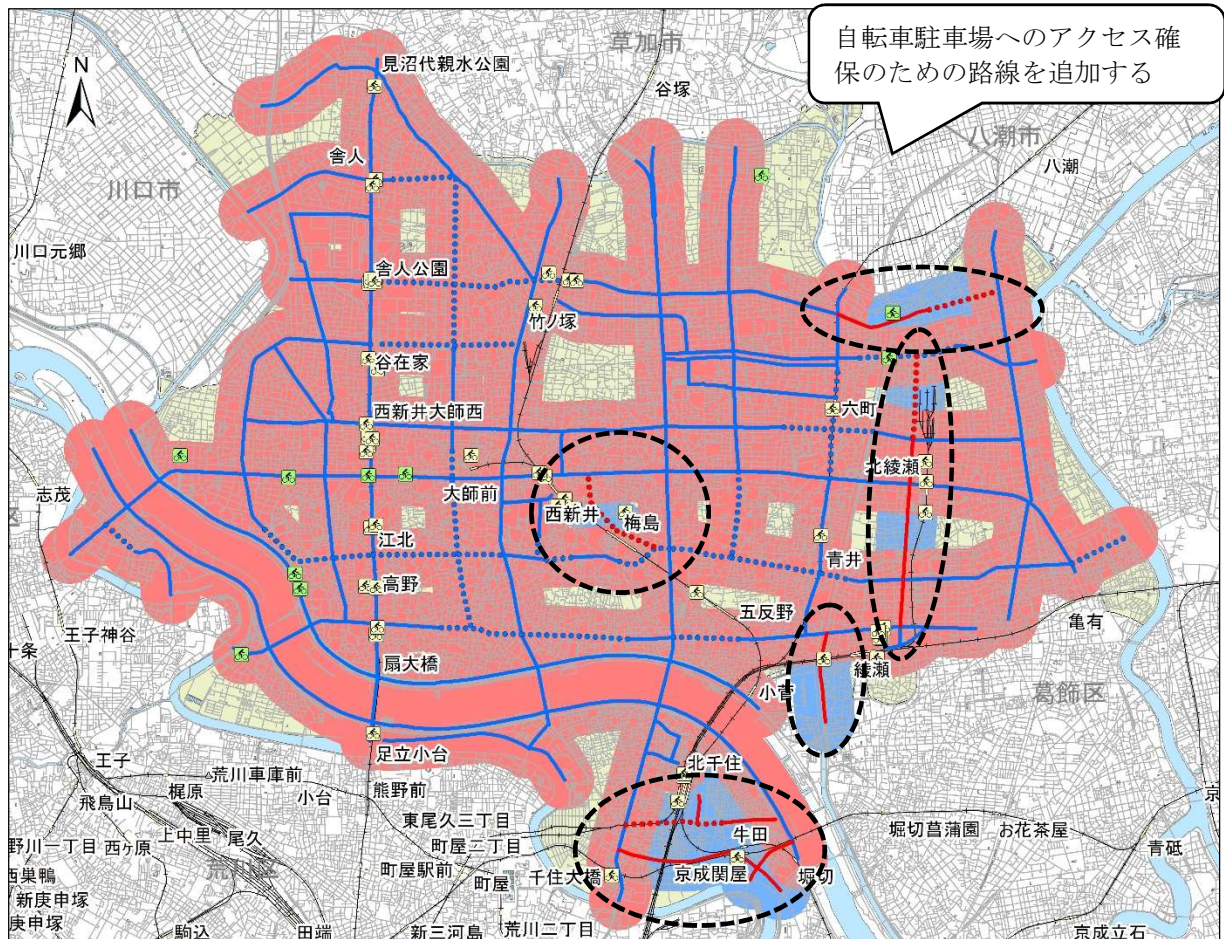 自転車駐車場へのアクセス確
保のための路線を追加する
草加市
見沼代親水公園
N
谷塚
八潮市
八潮
舎人
川口市
川口元郷
舎人公園
竹ノ塚
谷在家
西新井大師西
六町
北綾瀬
志茂
大師前
西新井
梅島
江北
青井
高野
五反野
亀有
王子神谷
十条
扇大橋
綾瀬
小菅
葛飾区
足立小台
北千住
王子
荒川車庫前
熊野前
飛鳥山
梶原
小台
東尾久三丁目
牛田
堀切菖蒲園
お花茶屋
京
上中里
尾久
町屋二丁目
野川一丁目
西ヶ原
青砥
町屋駅前
京成関屋
西巣鴨
荒川区
町屋
千住大橋
堀切
新庚申塚
庚申塚
駒込
田端
新三河島
荒川二丁目
京成立石